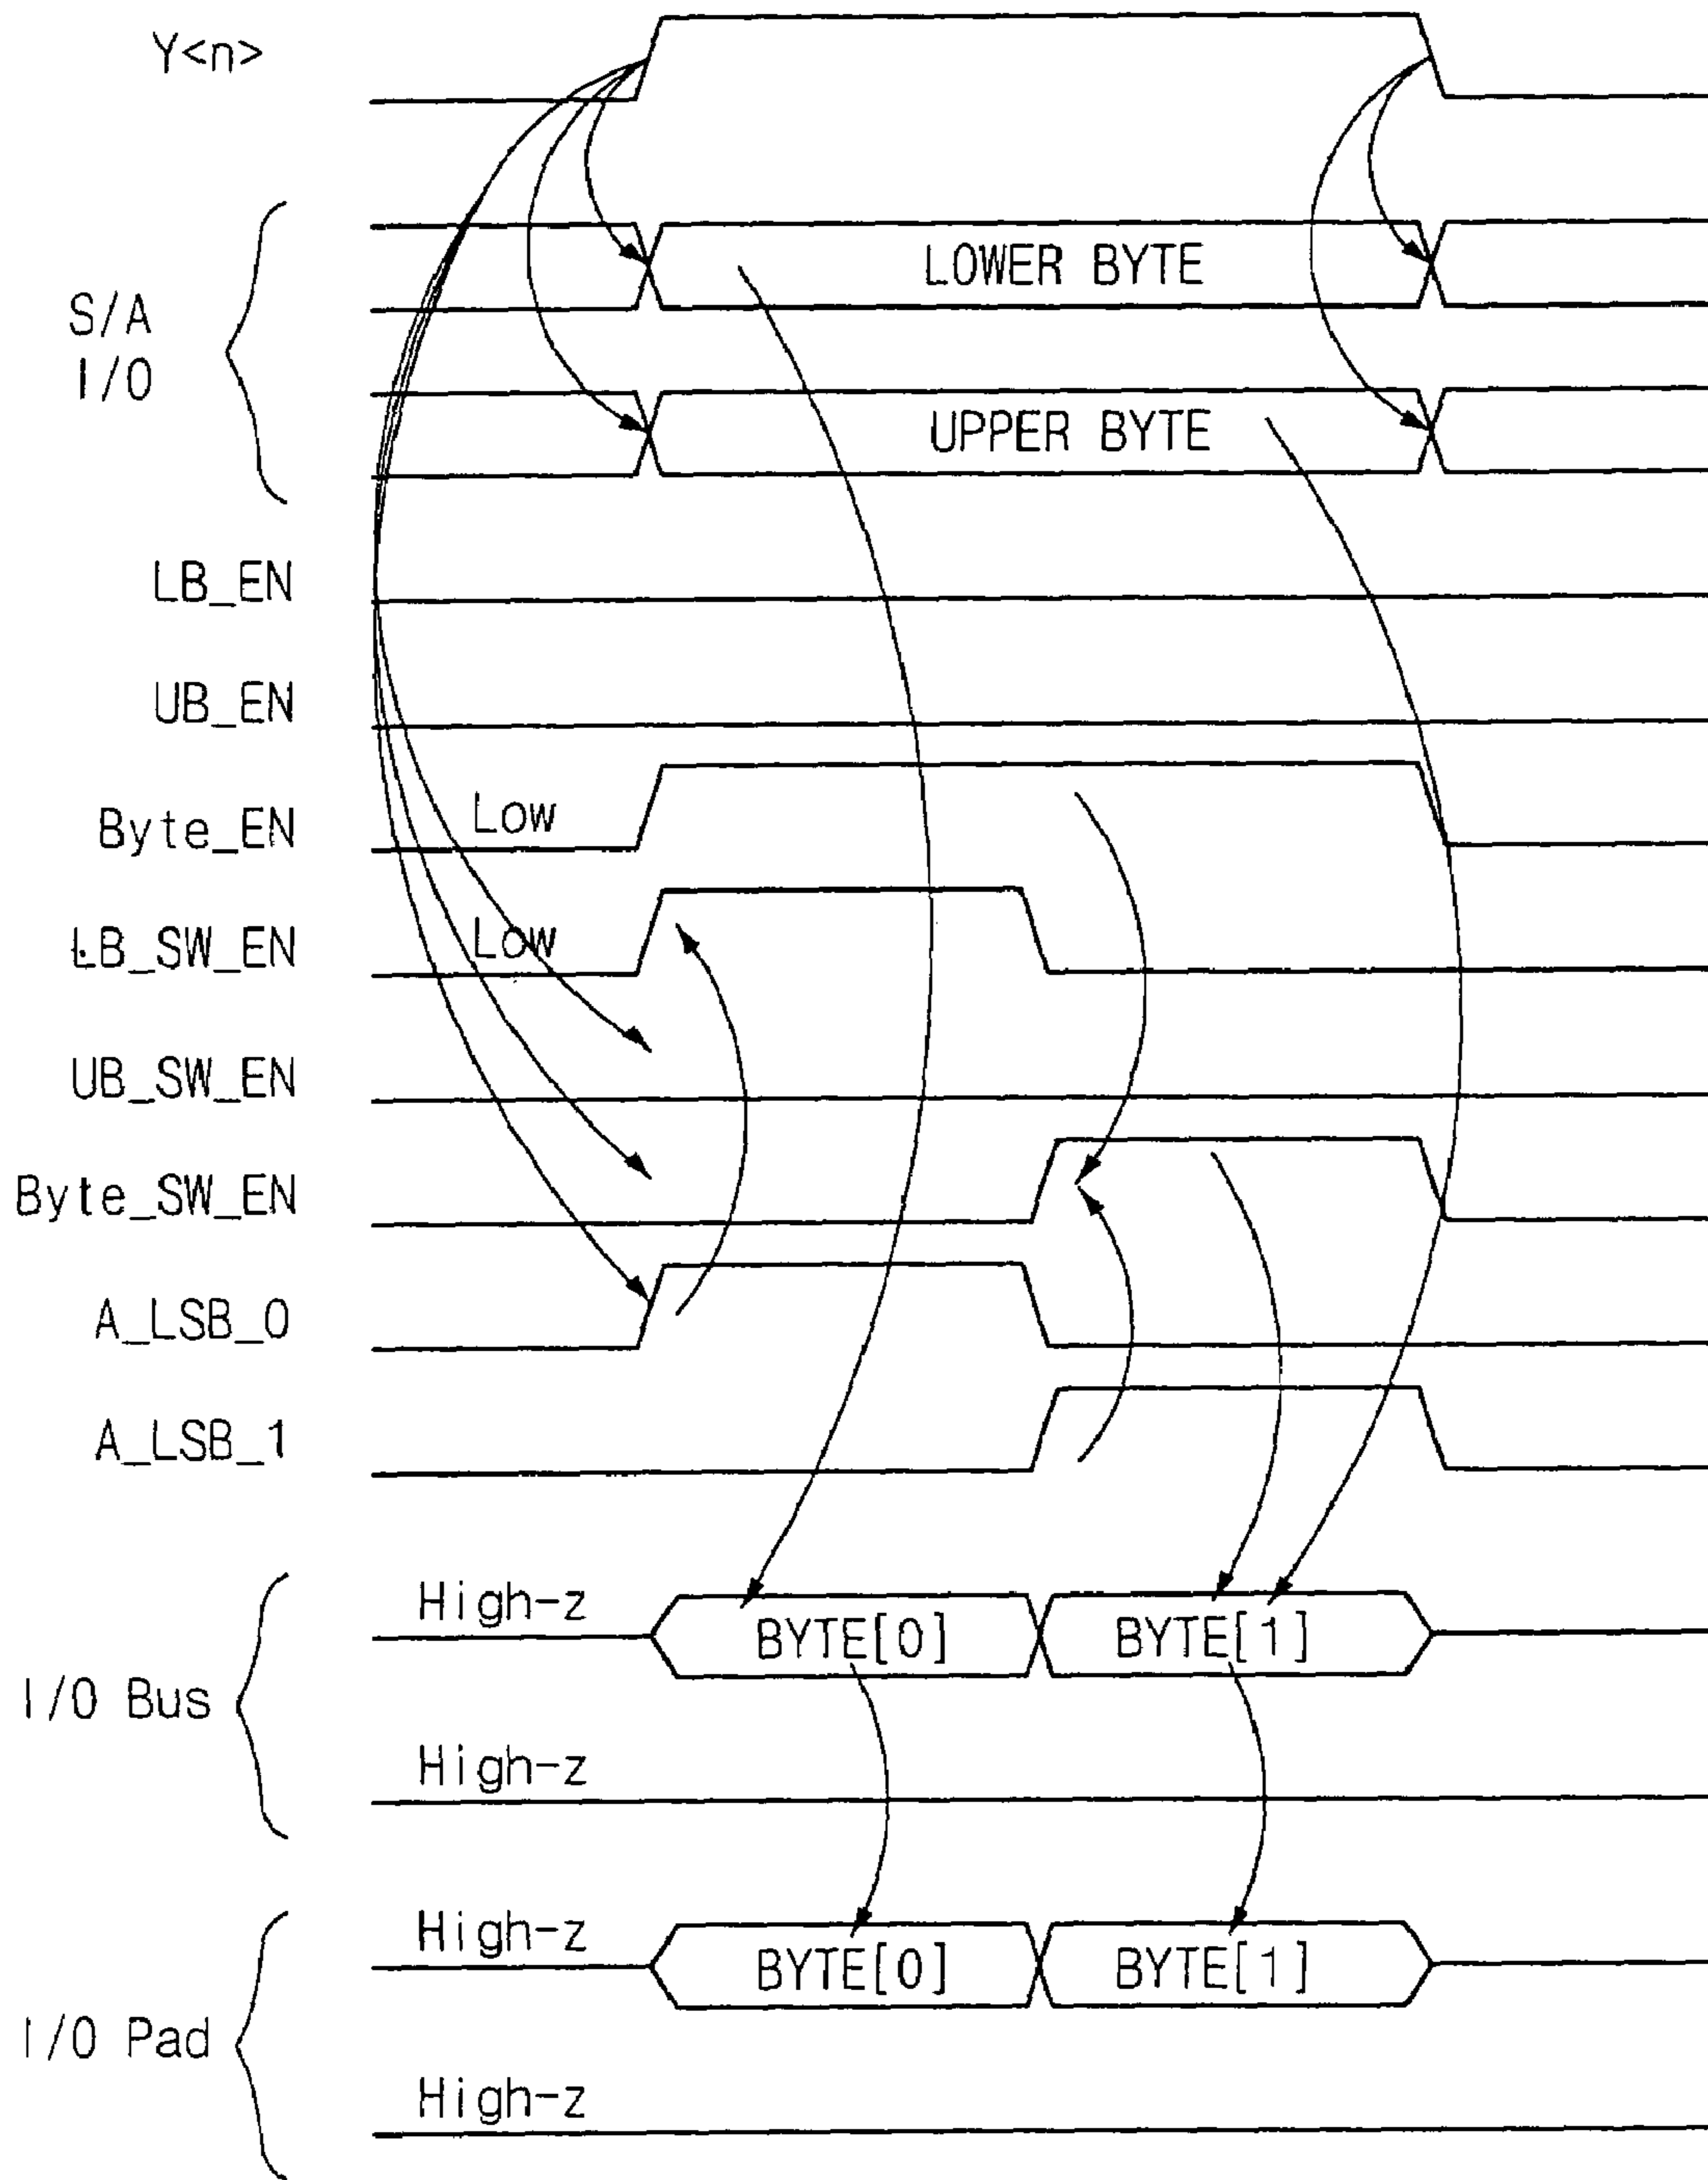 Y<n>
LOWER BYTE
S/A
I/O
UPPER BYTE
LB_EN
UB_EN
Byte_EN
Low
LB_SW_EN
Low
UB_SW_EN
Byte_SW_EN
A_LSB_0
A_LSB_1
High-z
BYTE[0]
BYTE[1]
I/O Bus
High-z
High-z
BYTE[0]
BYTE[1]
I/O Pad
High-z